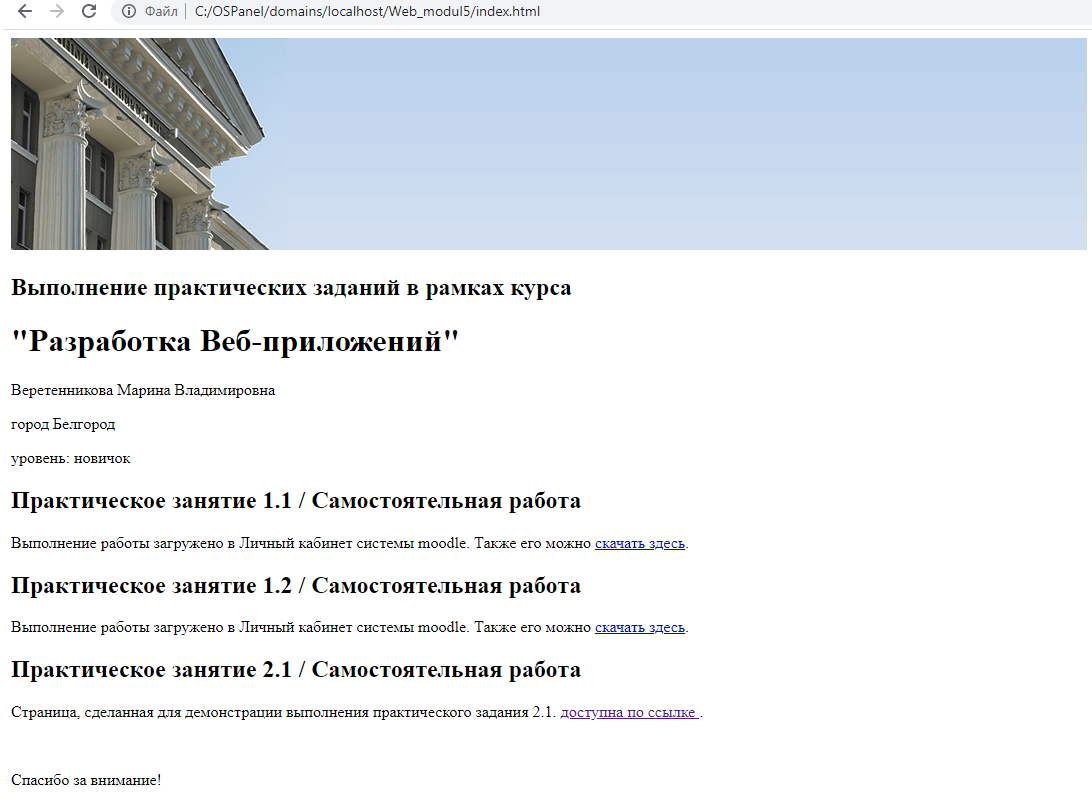 Файл C:/OSPanel/domains/localhost/Web_modul5/index.html
Выполнение практических заданий в рамках курса
"Разработка Веб-приложений"
Веретенникова Марина Владимировна
город Белгород
уровень: новичок
Практическое занятие 1.1 / Самостоятельная работа
Выполнение работы загружено в Личный кабинет системы moodle. Также его можно скачать здесь.
Практическое занятие 1.2 / Самостоятельная работа
Выполнение работы загружено в Личный кабинет системы moodle. Также его можно скачать здесь.
Практическое занятие 2.1 / Самостоятельная работа
Страница, сделанная для демонстрации выполнения практического задания 2.1. доступна по ссылке .
Спасибо за внимание!